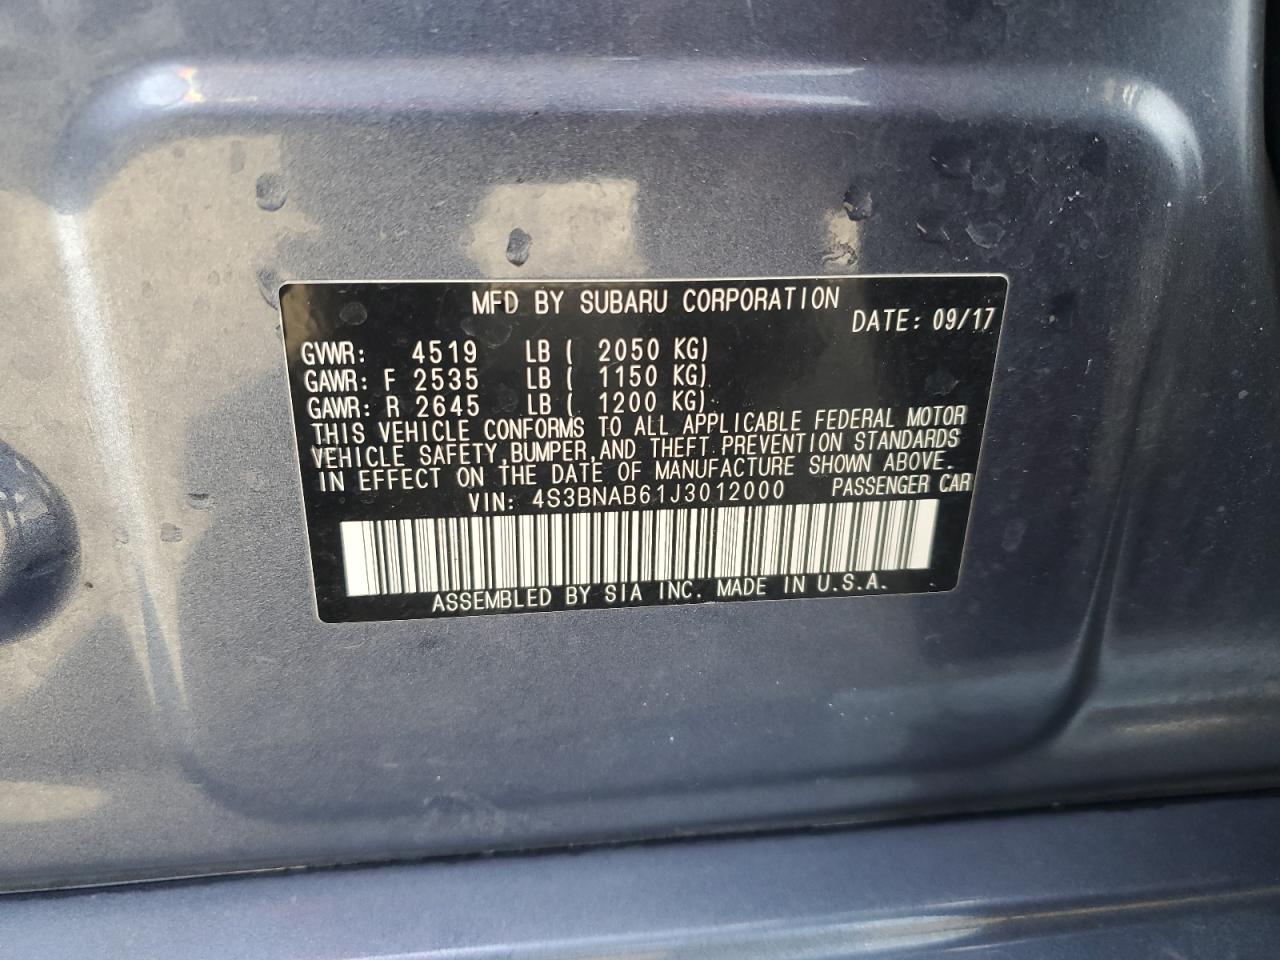 MFD BY SUBARU CORPORATION
DATE: 09/17
GVWR: 4519 LB ( 2050 KG)
GAWR: F 2535 LB ( 1150 KG)
GAWR: R 2645 LB ( 1200 KG)
THIS VEHICLE CONFORMS TO ALL APPLICABLE FEDERAL MOTOR
VEHICLE SAFETY,BUMPER,AND THEFT PREVENTION STANDARDS
IN EFFECT ON THE DATE OF MANUFACTURE SHOWN ABOVE.
VIN: 4S3BNAB61J3012000 PASSENGER CAR
ASSEMBLED BY SIA INC. MADE IN U.S.A.